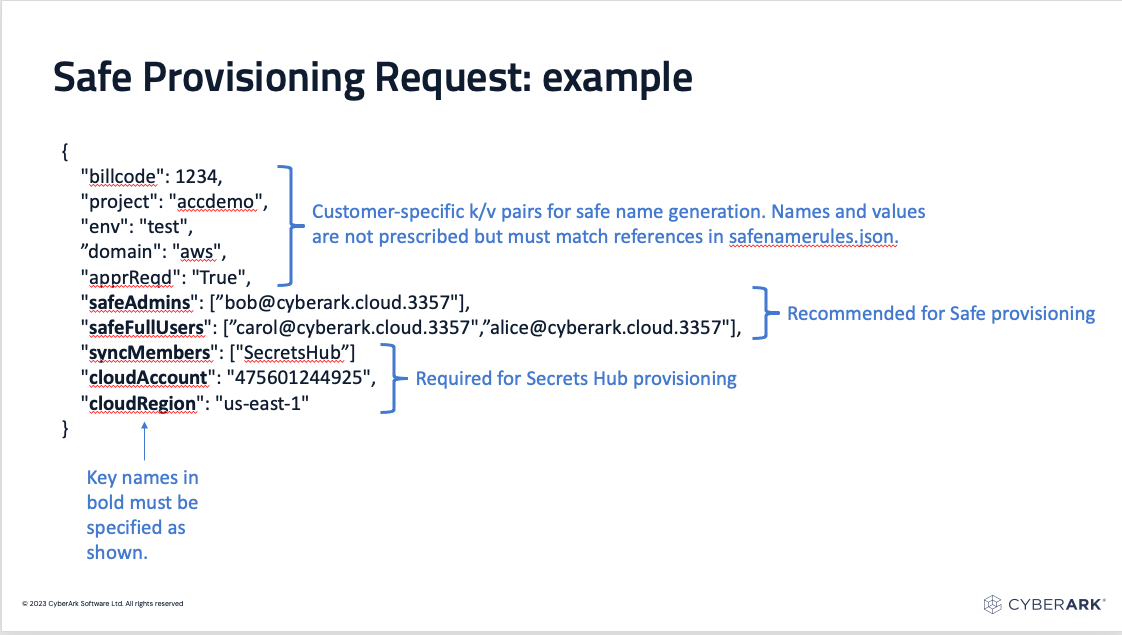 Safe Provisioning Request: example
{
"billcode": 1234,
"project": "accdemo",
"env": "test",
”domain": "aws",
"apprReqd": "True",
Customer-specific k/v pairs for safe name generation. Names and values
are not prescribed but must match references in safenamerules.json.
"safeAdmins": [”bob@cyberark.cloud.3357"],
"safeFullUsers": [”carol@cyberark.cloud.3357",”alice@cyberark.cloud.3357"],
Recommended for Safe provisioning
"syncMembers": ["SecretsHub”]
"cloudAccount": "475601244925",
"cloudRegion": "us-east-1"
Required for Secrets Hub provisioning
}
Key names in
bold must be
specified as
shown.
© 2023 CyberArk Software Ltd. All rights reserved
CYBERARK®